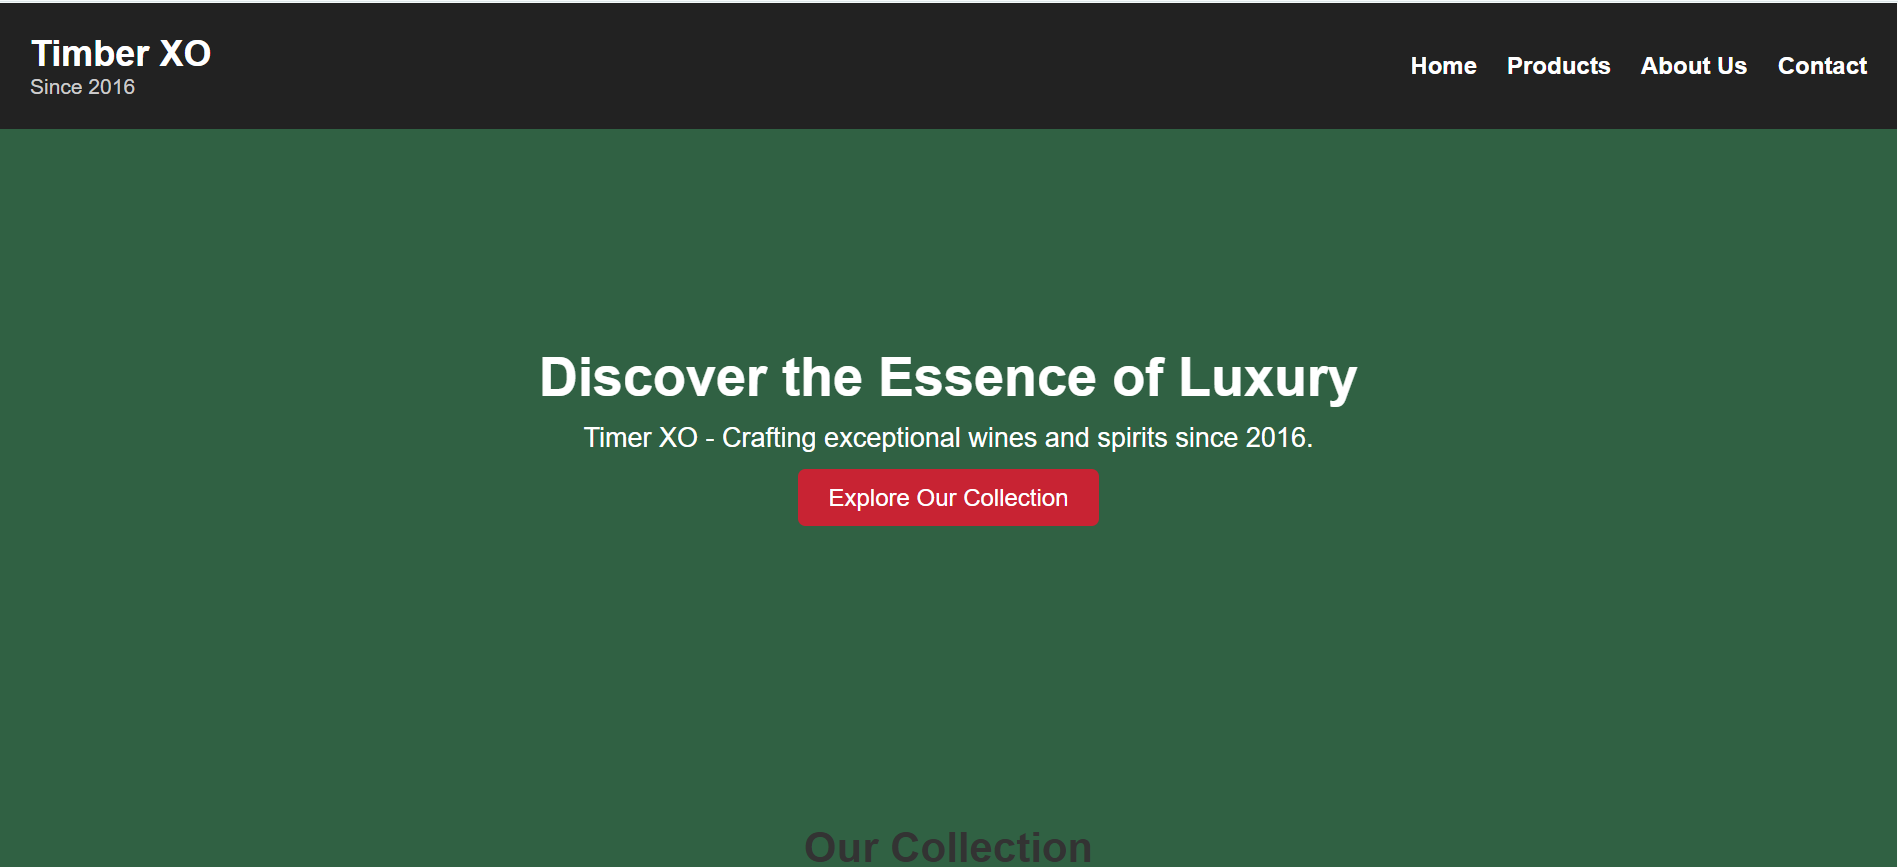 Timber XO
Since 2016
Home Products About Us Contact
Discover the Essence of Luxury
Timer XO - Crafting exceptional wines and spirits since 2016.
Explore Our Collection
Our Collection